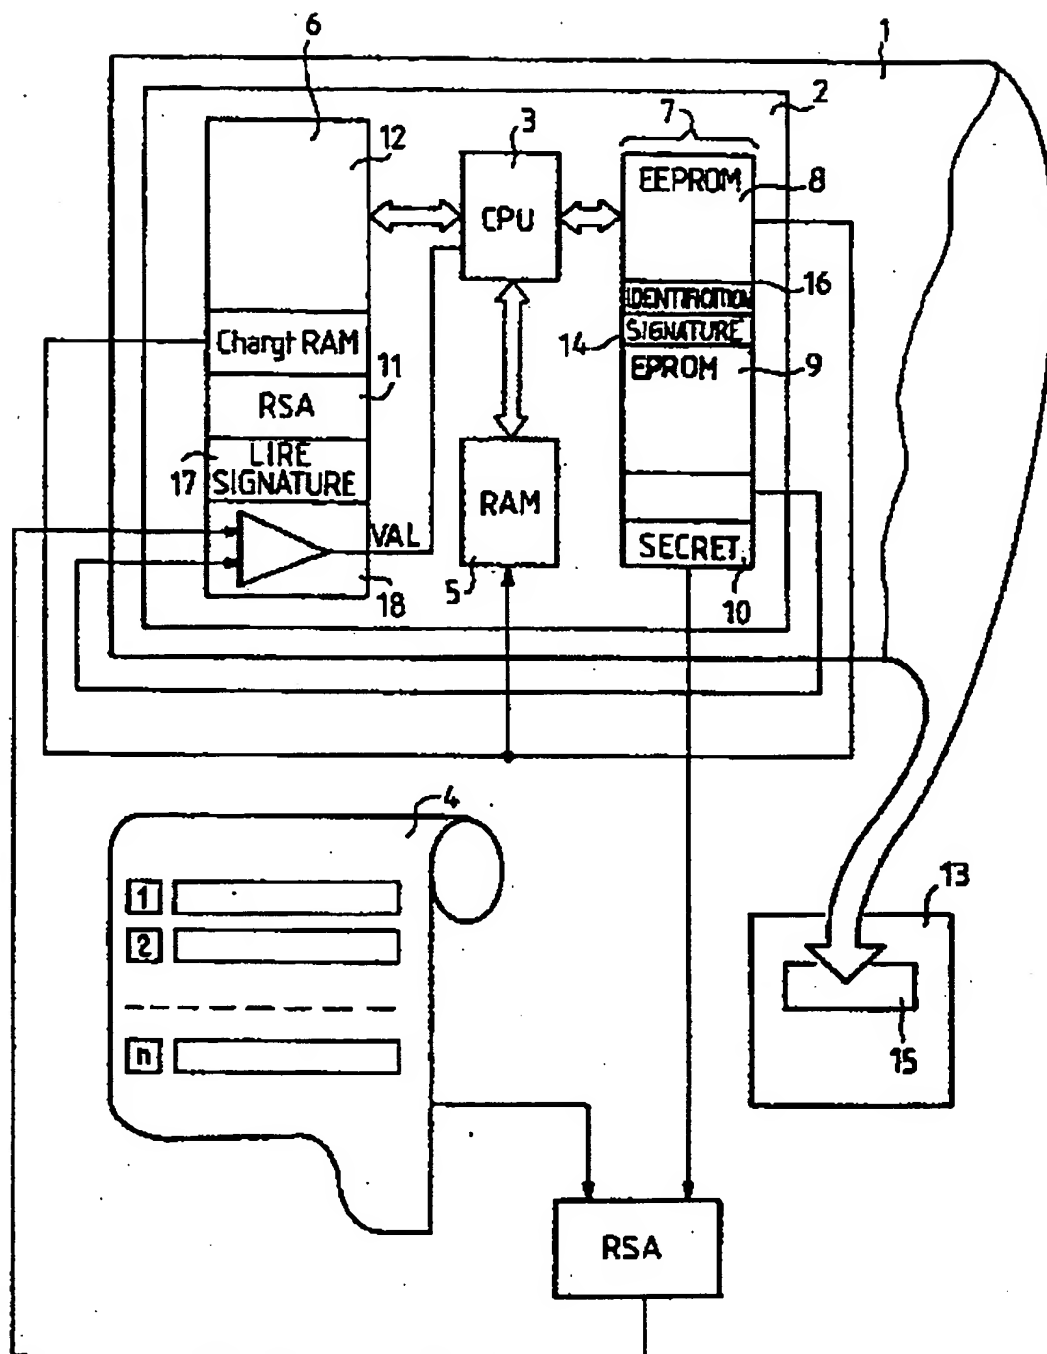 6
1
2
7
3
12
EEPROM
8
CPU
IDENTIFICITION
16
SIGNATURE
14
Chargt RAM
EPROM
9
11
RSA
LIRE
17
SIGNATURE
RAM
VAL
SECRET
5
18
10
4
13
1
2
n
15
RSA